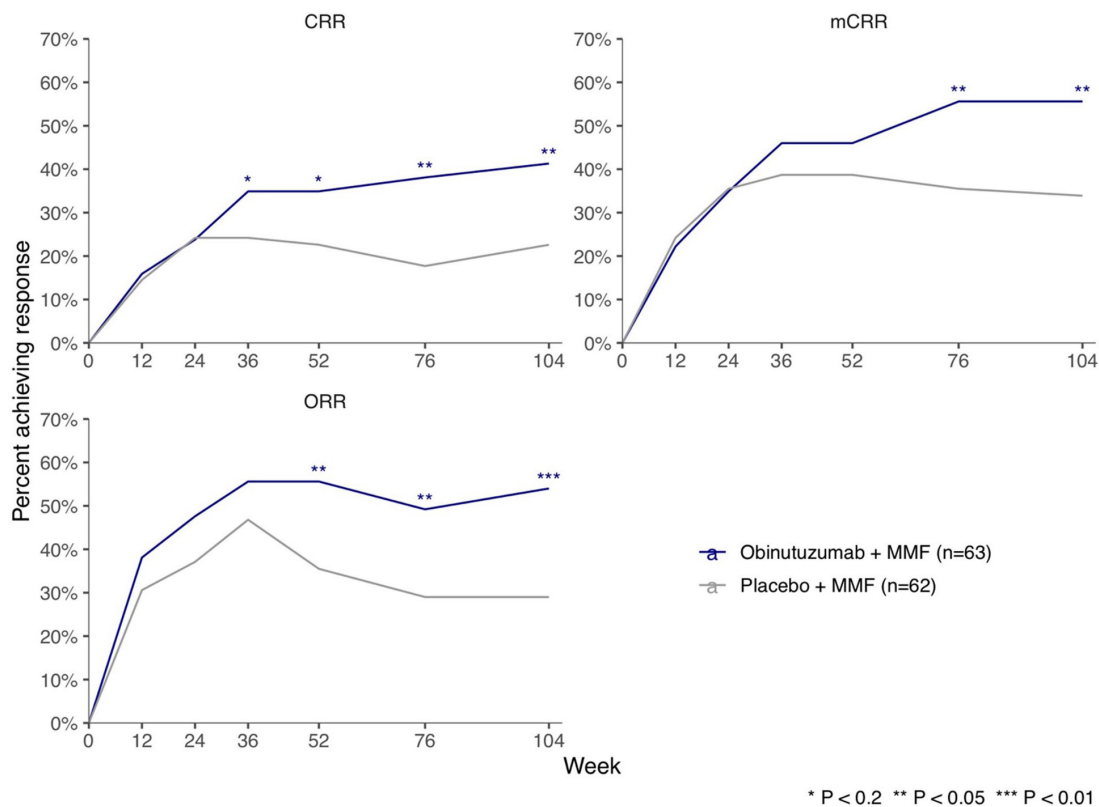 CRR
70%
60%
50%
40%
30%
20%
10%
0%
* * ** **
0 12 24 36 52 76 104
mCRR
70%
60%
50%
40%
30%
20%
10%
0%
** **
0 12 24 36 52 76 104
Percent achieving response
ORR
70%
60%
50%
40%
30%
20%
10%
0%
** ** ***
0 12 24 36 52 76 104
Week
a Obinutuzumab + MMF (n=63)
a Placebo + MMF (n=62)
* P < 0.2 ** P < 0.05 *** P < 0.01